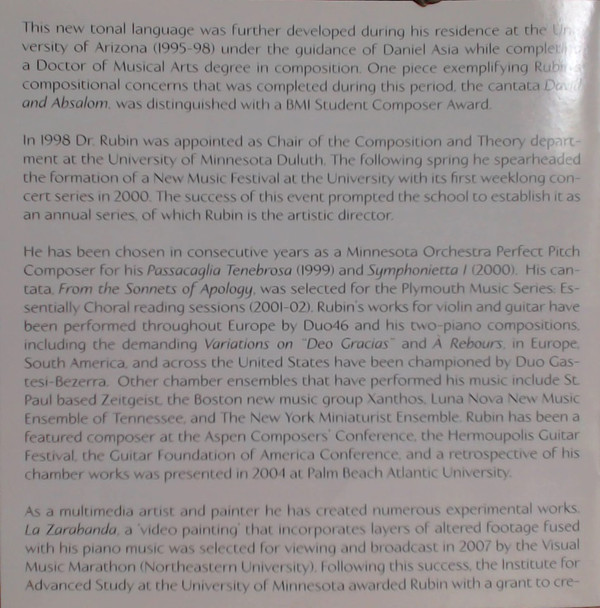 This new tonal language was further developed during his residence at the Uni-
versity of Arizona (1995-98) under the guidance of Daniel Asia while completing
a Doctor of Musical Arts degree in composition. One piece exemplifying Rubin's
compositional concerns that was completed during this period, the cantata David
and Absalom, was distinguished with a BMI Student Composer Award.
In 1998 Dr. Rubin was appointed as Chair of the Composition and Theory depart-
ment at the University of Minnesota Duluth. The following spring he spearheaded
the formation of a New Music Festival at the University with its first weeklong con-
cert series in 2000. The success of this event prompted the school to establish it as
an annual series, of which Rubin is the artistic director.
He has been chosen in consecutive years as a Minnesota Orchestra Perfect Pitch
Composer for his Passacaglia Tenebrosa (1999) and Symphonietta I (2000). His can-
tata, From the Sonnets of Apology, was selected for the Plymouth Music Series, Es-
sentially Choral reading sessions (2001-02). Rubin's works for violin and guitar have
been performed throughout Europe by Duo46 and his two-piano compositions,
including the demanding Variations on "Deo Gracias" and À Rebours, in Europe,
South America, and across the United States have been championed by Duo Gas-
tesi-Bezerra. Other chamber ensembles that have performed his music include St.
Paul based Zeitgeist, the Boston new music group Xanthos, Luna Nova New Music
Ensemble of Tennessee, and The New York Miniaturist Ensemble. Rubin has been a
featured composer at the Aspen Composers' Conference, the Hermoupolis Guitar
Festival, the Guitar Foundation of America Conference, and a retrospective of his
chamber works was presented in 2004 at Palm Beach Atlantic University.
As a multimedia artist and painter he has created numerous experimental works.
La Zarabanda, a 'video painting' that incorporates layers of altered footage fused
with his piano music was selected for viewing and broadcast in 2007 by the Visual
Music Marathon (Northeastern University). Following this success, the Institute for
Advanced Study at the University of Minnesota awarded Rubin with a grant to cre-